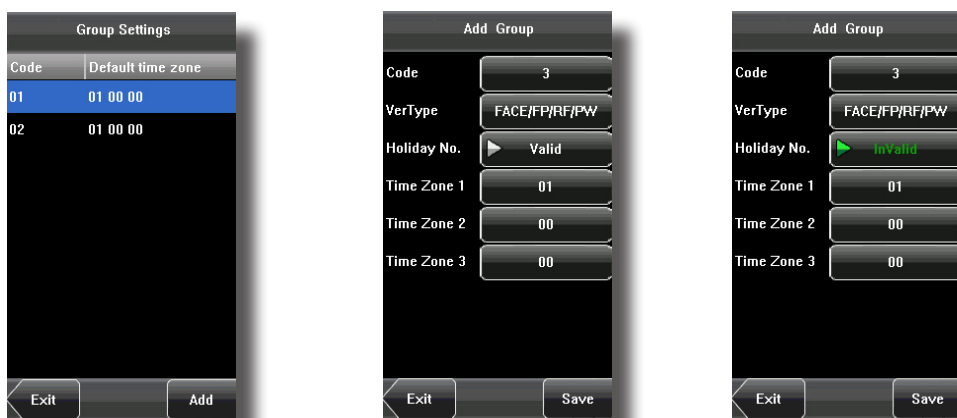 Group Settings
Code Default time zone
01 01 00 00
02 01 00 00
Exit Add
Add Group
Code 3
VerType FACE/FP/RF/PW
Holiday No. Valid
Time Zone 1 01
Time Zone 2 00
Time Zone 3 00
Exit Save
Add Group
Code 3
VerType FACE/FP/RF/PW
Holiday No. InValid
Time Zone 1 01
Time Zone 2 00
Time Zone 3 00
Exit Save